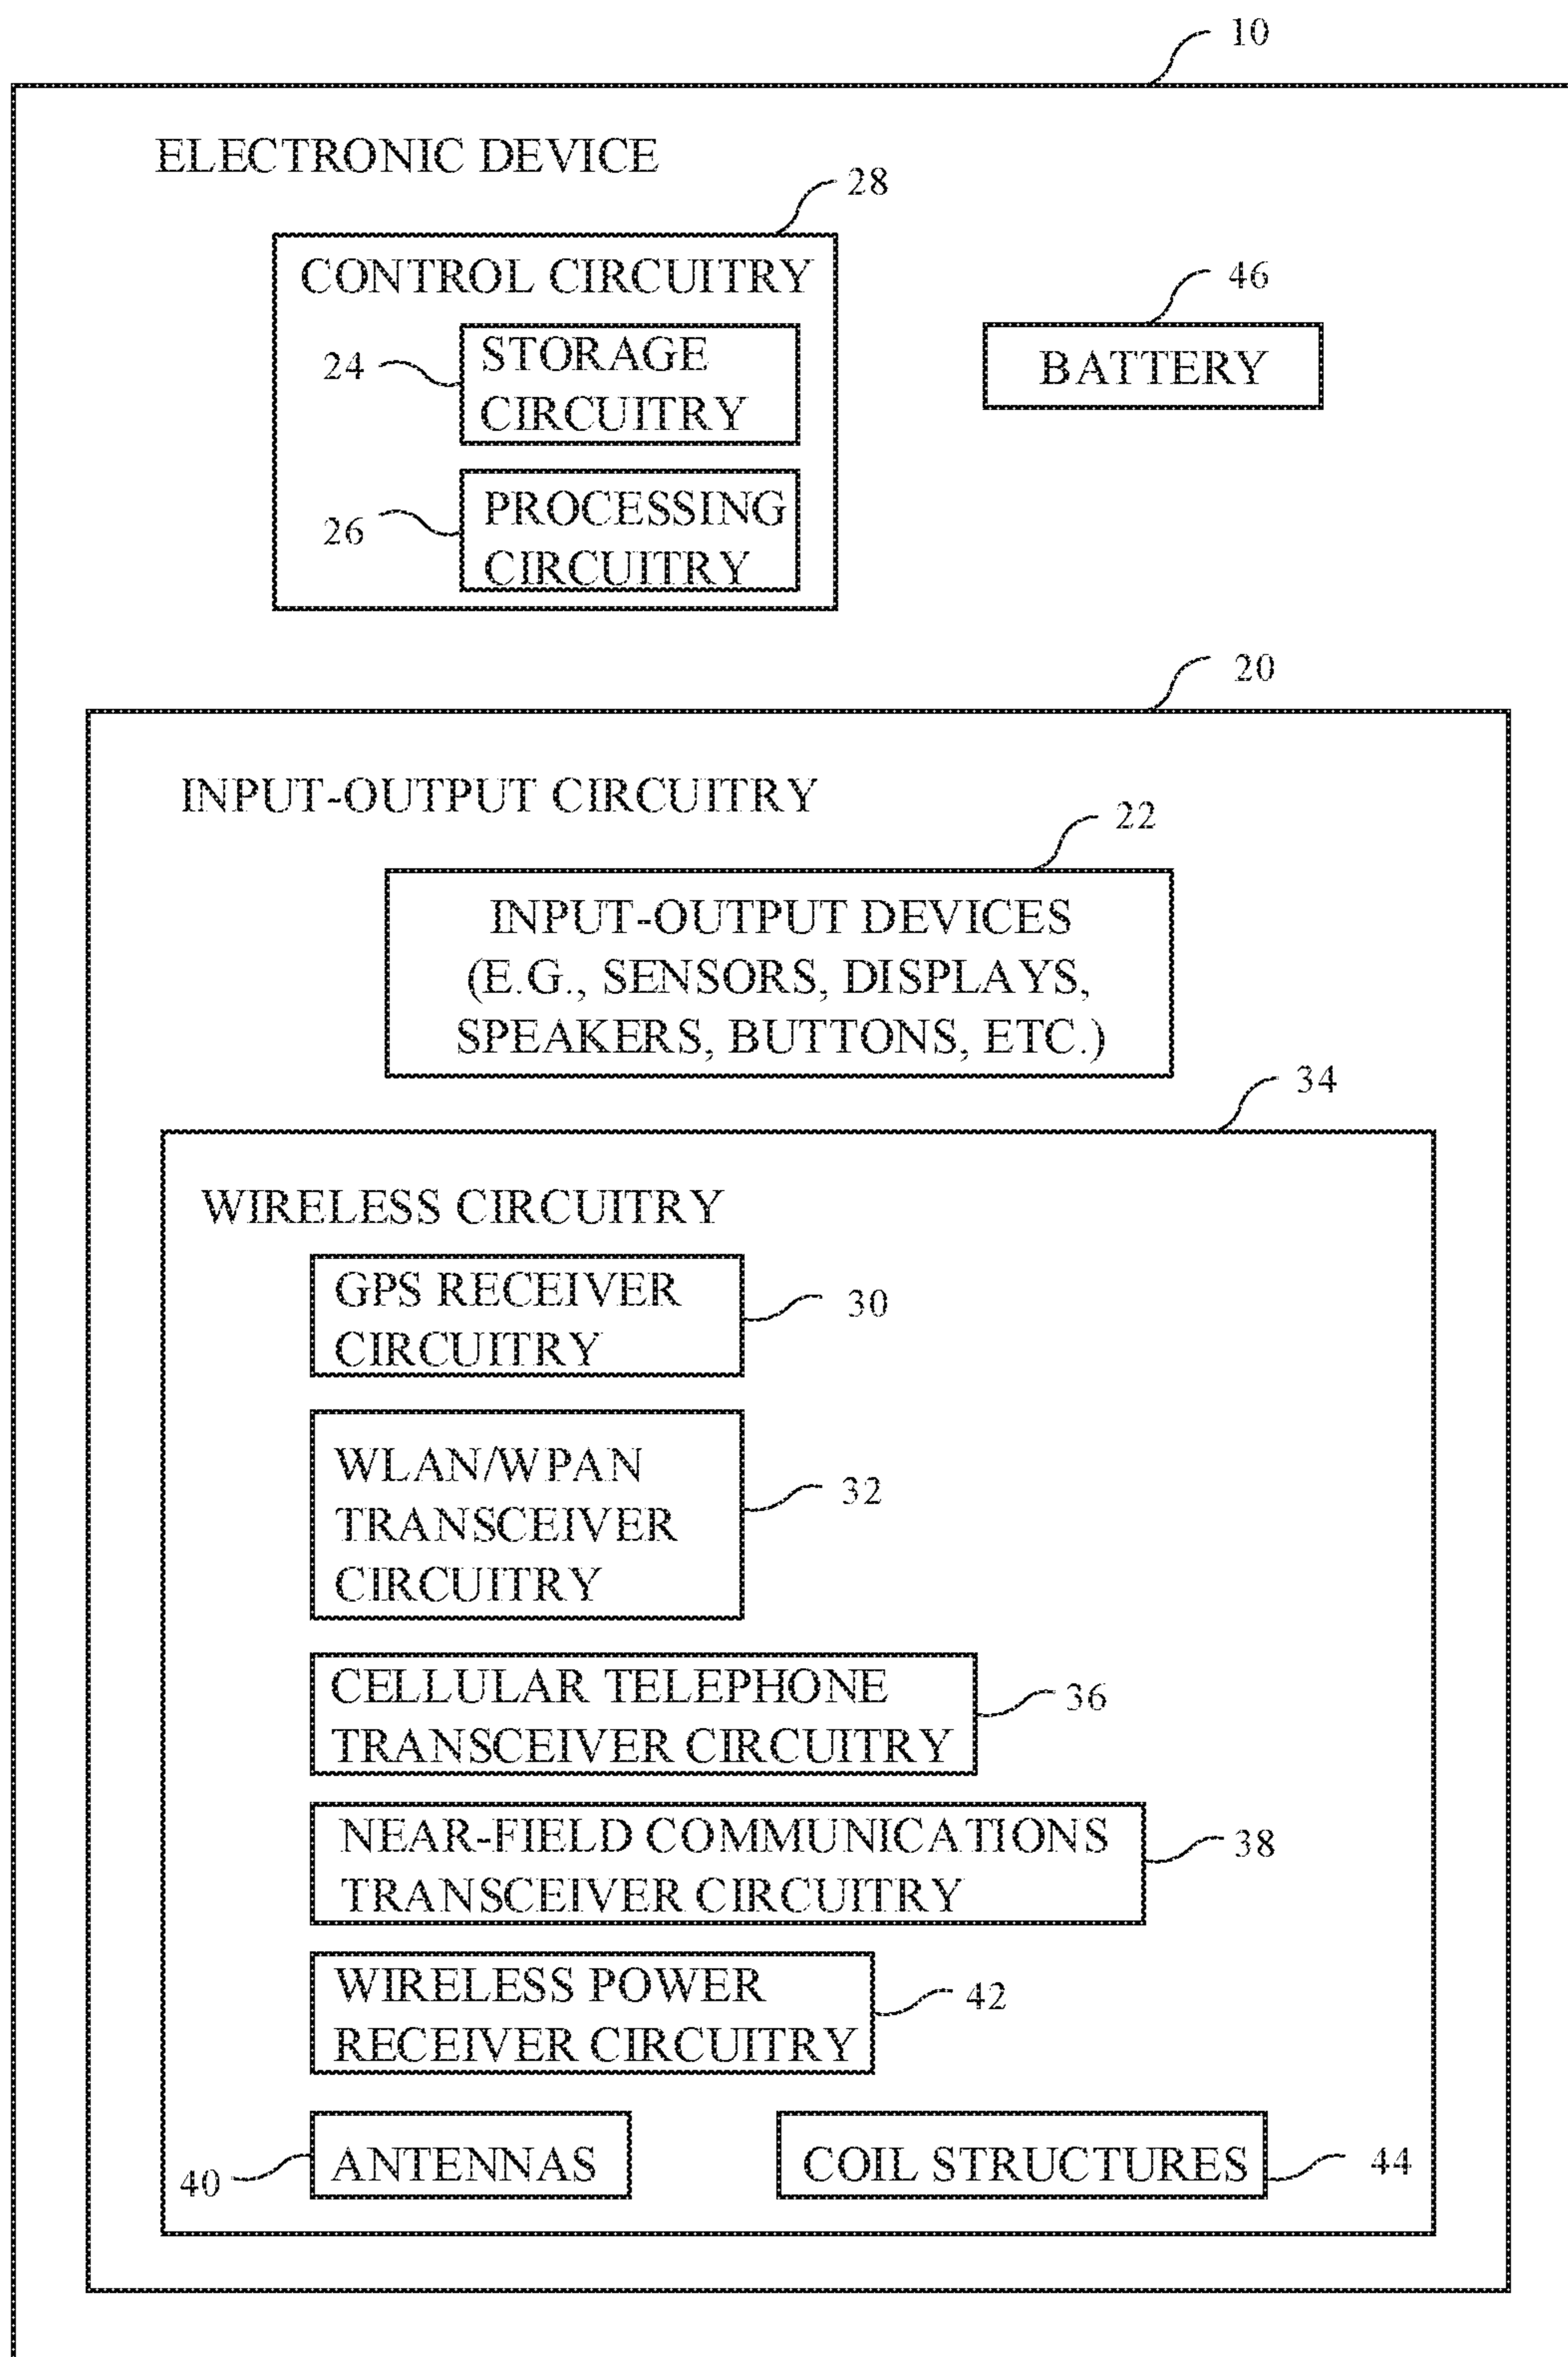 10
ELECTRONIC DEVICE
28
CONTROL CIRCUITRY
46
24
STORAGE
CIRCUITRY
BATTERY
26
PROCESSING
CIRCUITRY
20
INPUT-OUTPUT CIRCUITRY
22
INPUT-OUTPUT DEVICES
(E.G., SENSORS, DISPLAYS,
SPEAKERS, BUTTONS, ETC.)
34
WIRELESS CIRCUITRY
GPS RECEIVER
CIRCUITRY
30
WLAN/WPAN
TRANSCEIVER
CIRCUITRY
32
CELLULAR TELEPHONE
TRANSCEIVER CIRCUITRY
36
NEAR-FIELD COMMUNICATIONS
TRANSCEIVER CIRCUITRY
38
WIRELESS POWER
RECEIVER CIRCUITRY
42
40
ANTENNAS
COIL STRUCTURES
44